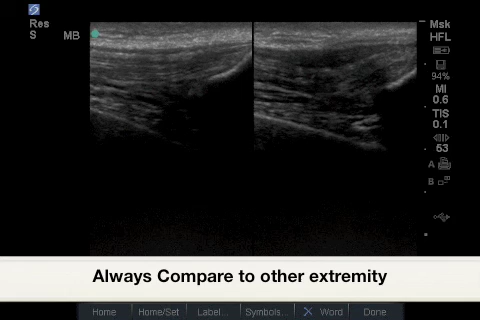 Res
S MB
Msk
HFL
94%
MI
0.6
TIS
0.1
53
A
B
Always Compare to other extremity
Home Home/Set Label... Symbols... X Word Done